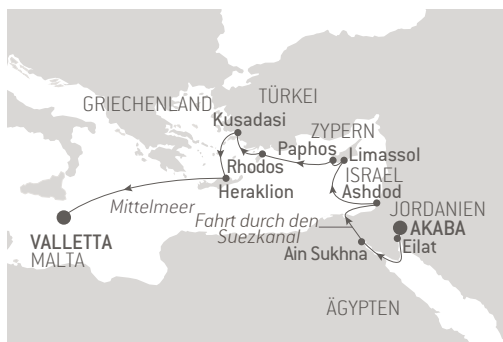 TÜRKEI
GRIECHENLAND
Kusadasi
ZYPERN
Paphos
Limassol
Rhodos
ISRAEL
Heraklion
Ashdod
Mittelmeer
JORDANIEN
Fahrt durch den
Suezkanal
AKABA
VALLETTA
MALTA
Eilat
Ain Sukhna
ÄGYPTEN